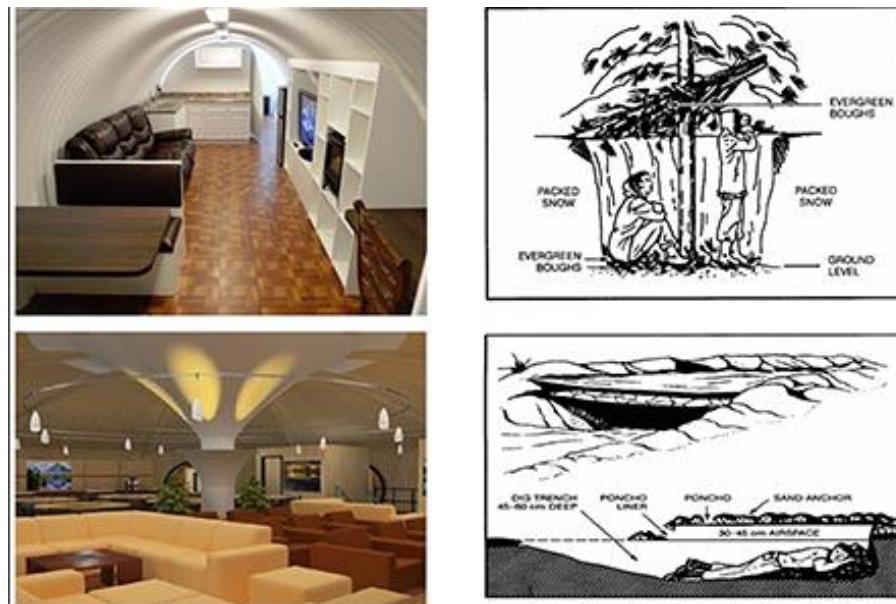 EVERGREEN
BOUGHS
PACKED
SNOW
PACKED
SNOW
EVERGREEN
BOUGHS
GROUND
LEVEL
DIG TRENCH
45-60 cm DEEP
PONCHO
LINER
PONCHO
SAND ANCHOR
30-45 cm AIRSPACE